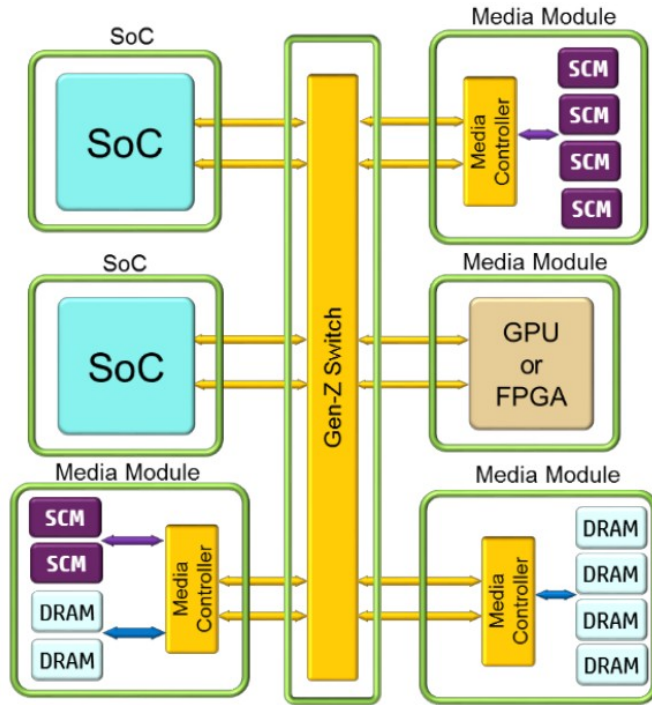 SoC
SoC
Media Module
Media
Controller
SCM
SCM
SCM
SCM
SoC
SoC
Gen-Z Switch
Media Module
GPU
or
FPGA
Media Module
SCM
SCM
DRAM
DRAM
Media
Controller
Media Module
Media
Controller
DRAM
DRAM
DRAM
DRAM